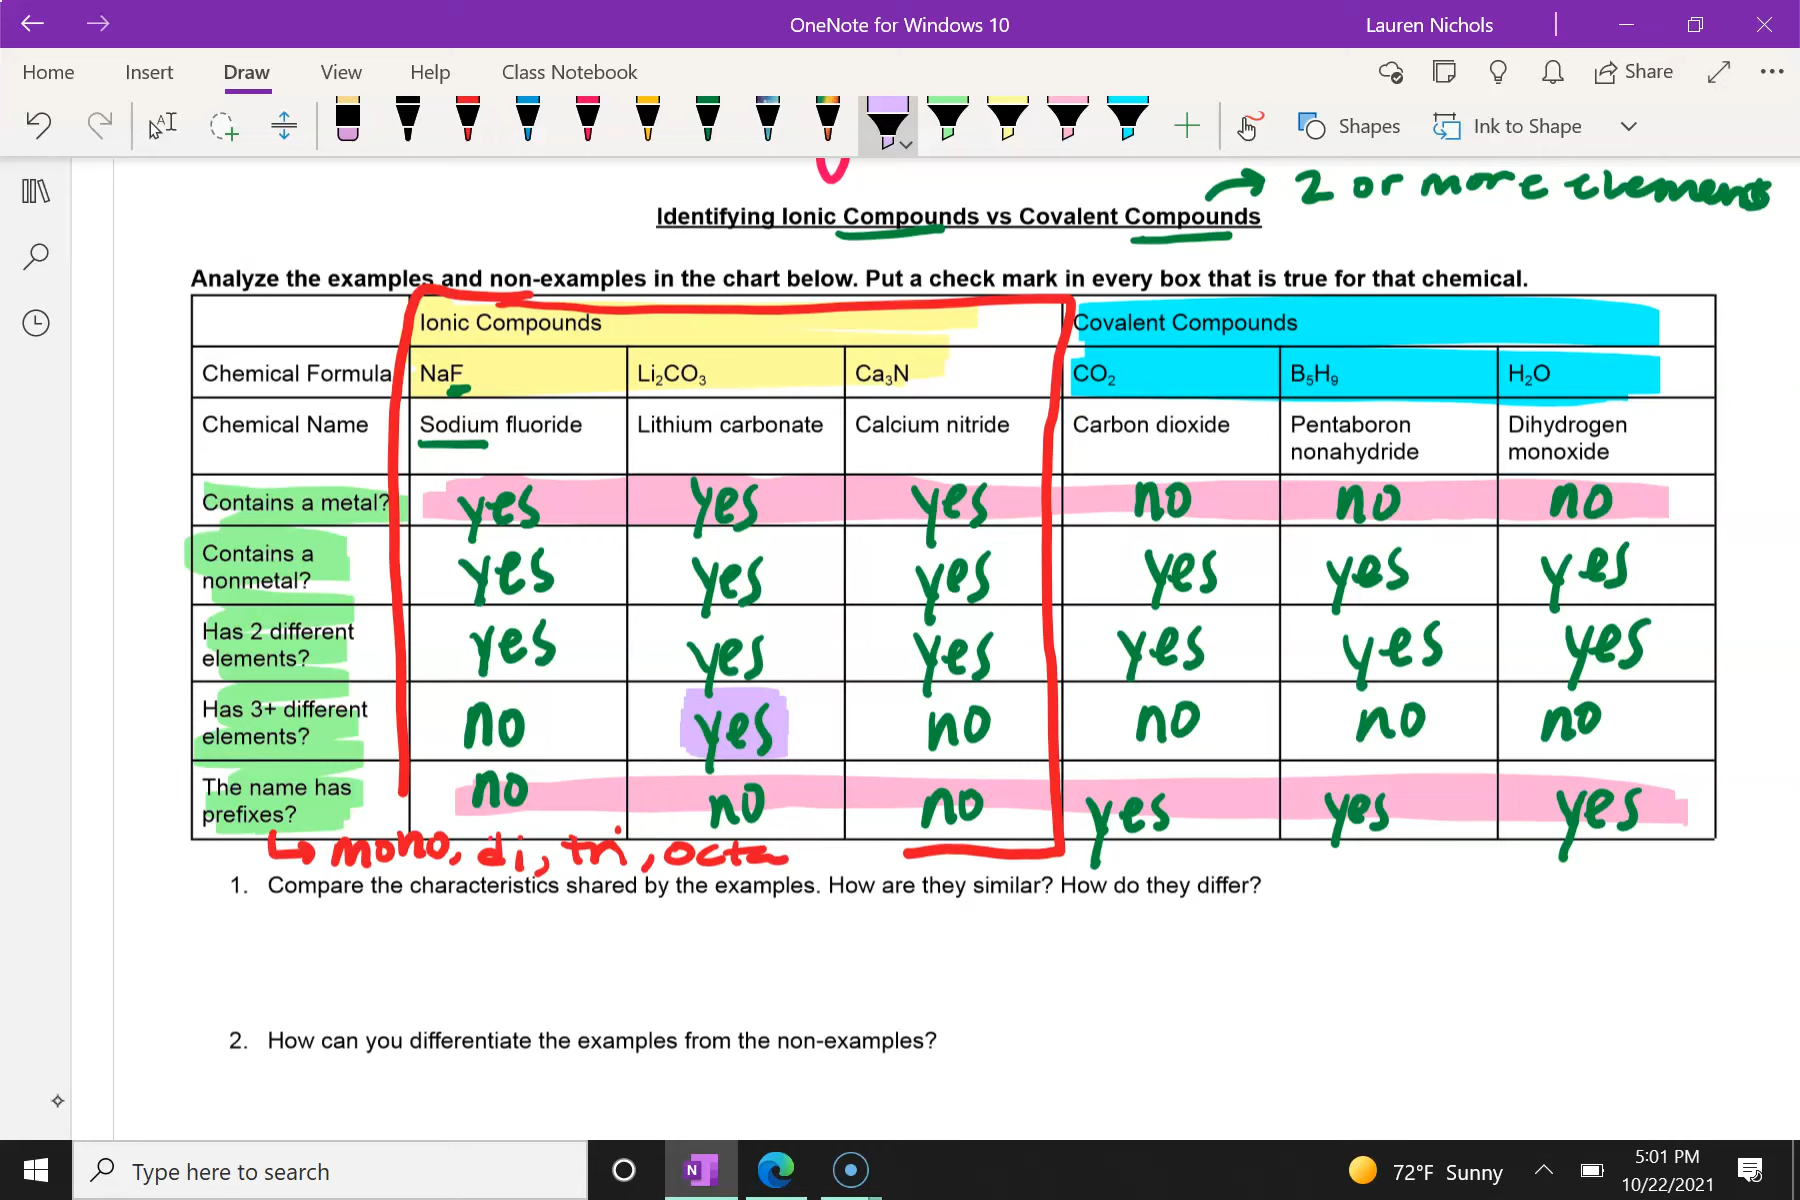 OneNote for Windows 10
Lauren Nichols
Home Insert Draw View Help Class Notebook
Share
Shapes
Ink to Shape
→ 2 or more elements
Identifying Ionic Compounds vs Covalent Compounds
Analyze the examples and non-examples in the chart below. Put a check mark in every box that is true for that chemical.
Ionic Compounds Covalent Compounds
Chemical Formula NaF Li₂CO₃ Ca₃N CO₂ B₅H₉ H₂O
Chemical Name Sodium fluoride Lithium carbonate Calcium nitride Carbon dioxide Pentaboron nonahydride Dihydrogen monoxide
Contains a metal? yes yes yes no no no
Contains a nonmetal? yes yes yes yes yes yes
Has 2 different elements? yes yes yes yes yes yes
Has 3+ different elements? no yes no no no no
The name has prefixes? no no no yes yes yes
↳ mono, di, tri, octa
1. Compare the characteristics shared by the examples. How are they similar? How do they differ?
2. How can you differentiate the examples from the non-examples?
Type here to search
N
72°F Sunny
5:01 PM
10/22/2021